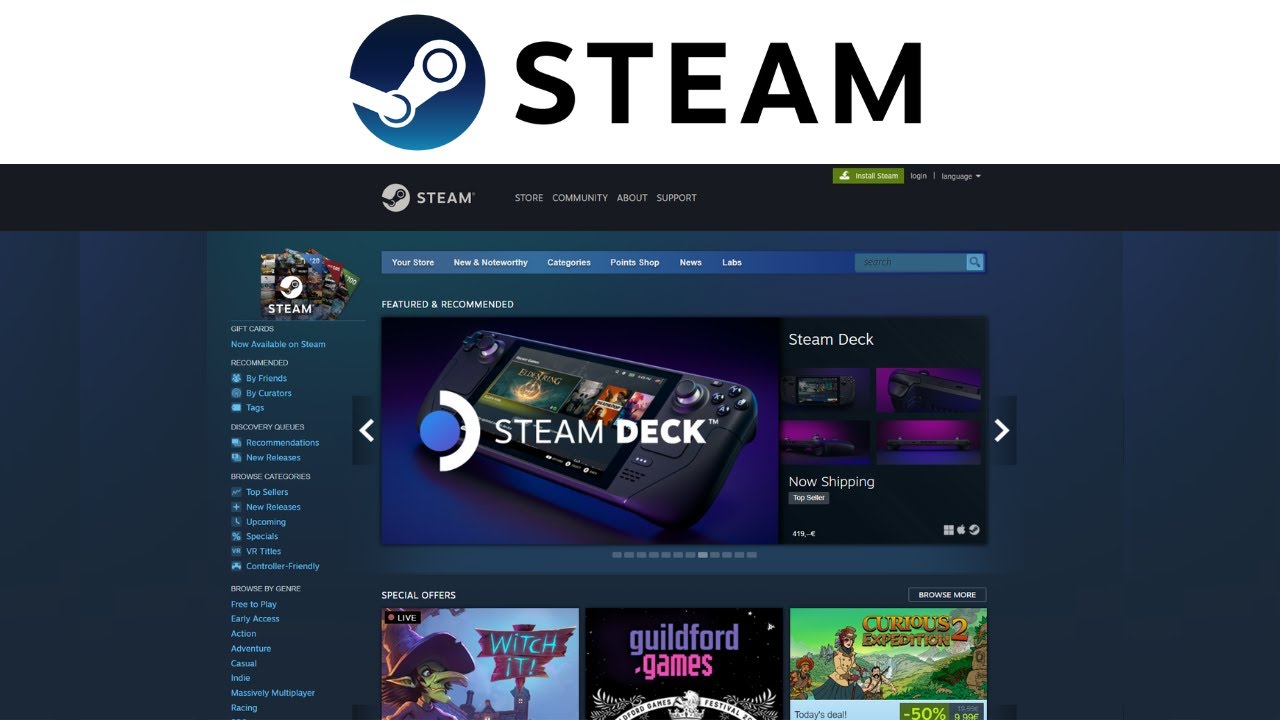 STEAM
Install Steam
login
|
language
STEAM®
STORE
COMMUNITY
ABOUT
SUPPORT
STEAM
GIFT CARDS
Now Available on Steam
RECOMMENDED
By Friends
By Curators
Tags
DISCOVERY QUEUES
Recommendations
New Releases
BROWSE CATEGORIES
Top Sellers
New Releases
Upcoming
Specials
VR
VR Titles
Controller-Friendly
BROWSE BY GENRE
Free to Play
Early Access
Action
Adventure
Casual
Indie
Massively Multiplayer
Racing
Your Store
New & Noteworthy
Categories
Points Shop
News
Labs
search
FEATURED & RECOMMENDED
ELDEN RING
STEAM DECK™
Steam Deck
Now Shipping
Top Seller
419,--€
SPECIAL OFFERS
BROWSE MORE
LIVE
WITCH
IT!
guildford
.games
CURIOUS
EXPEDITION 2
Today's deal!
-50%
19,99€
9,99€